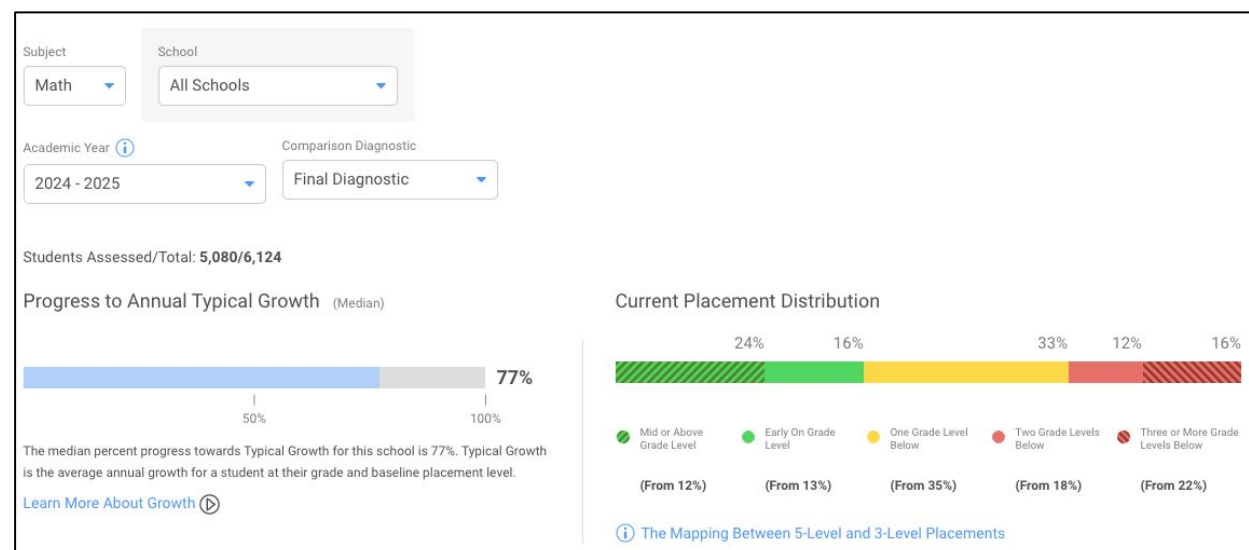 Subject
School
Math
All Schools
Academic Year
Comparison Diagnostic
2024 - 2025
Final Diagnostic
Students Assessed/Total: 5,080/6,124
Progress to Annual Typical Growth (Median)
77%
50%
100%
The median percent progress towards Typical Growth for this school is 77%. Typical Growth
is the average annual growth for a student at their grade and baseline placement level.
Learn More About Growth
Current Placement Distribution
24% 16% 33% 12% 16%
Mid or Above
Grade Level
Early On Grade
Level
One Grade Level
Below
Two Grade Levels
Below
Three or More Grade
Levels Below
(From 12%) (From 13%) (From 35%) (From 18%) (From 22%)
The Mapping Between 5-Level and 3-Level Placements